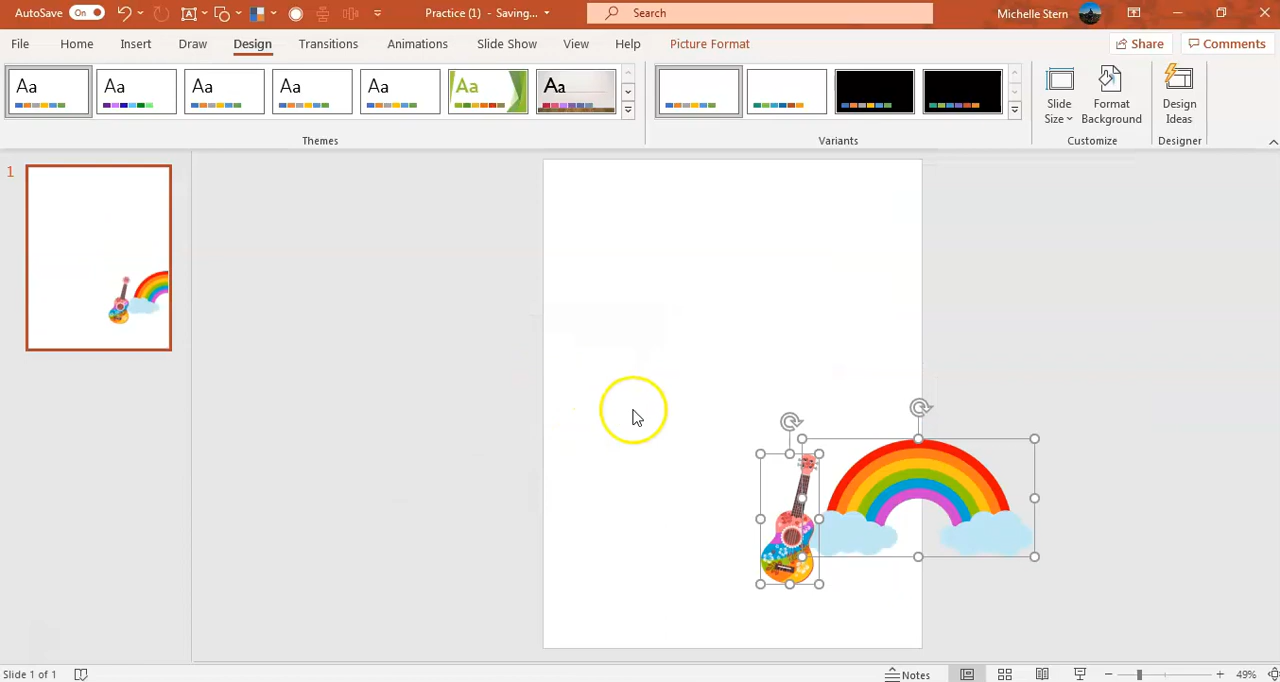 AutoSave On Practice (1) - Saving... Search Michelle Stern
File Home Insert Draw Design Transitions Animations Slide Show View Help Picture Format Share Comments
Aa Aa Aa Aa Aa Aa Aa
Slide Size Format Background Design Ideas
Themes Variants Customize Designer
1
Slide 1 of 1 Notes 49%